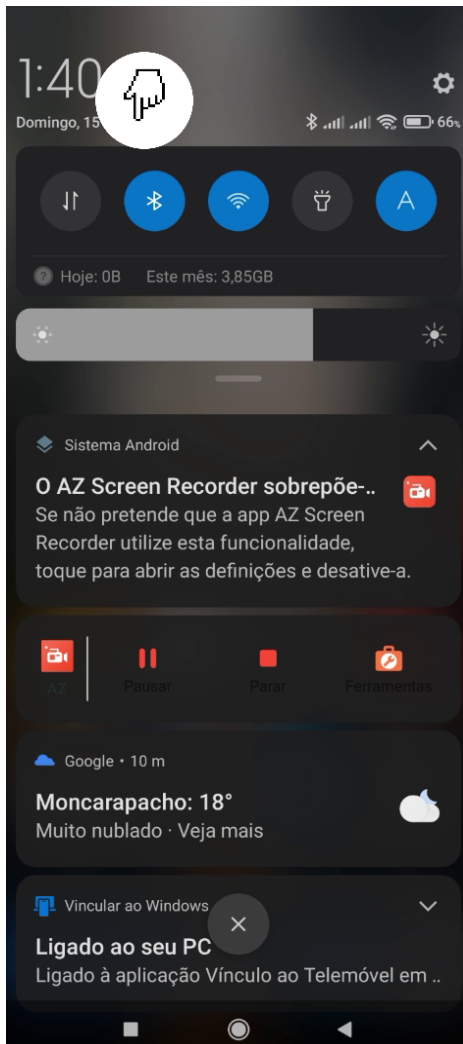 1:40
Domingo, 15
66%
A
Hoje: 0B Este mês: 3,85GB
Sistema Android
O AZ Screen Recorder sobrepõe-..
Se não pretende que a app AZ Screen
Recorder utilize esta funcionalidade,
toque para abrir as definições e desative-a.
AZ Pausar Parar Ferramentas
Google • 10 m
Moncarapacho: 18°
Muito nublado · Veja mais
Vincular ao Windows
Ligado ao seu PC
Ligado à aplicação Vínculo ao Telemóvel em ..